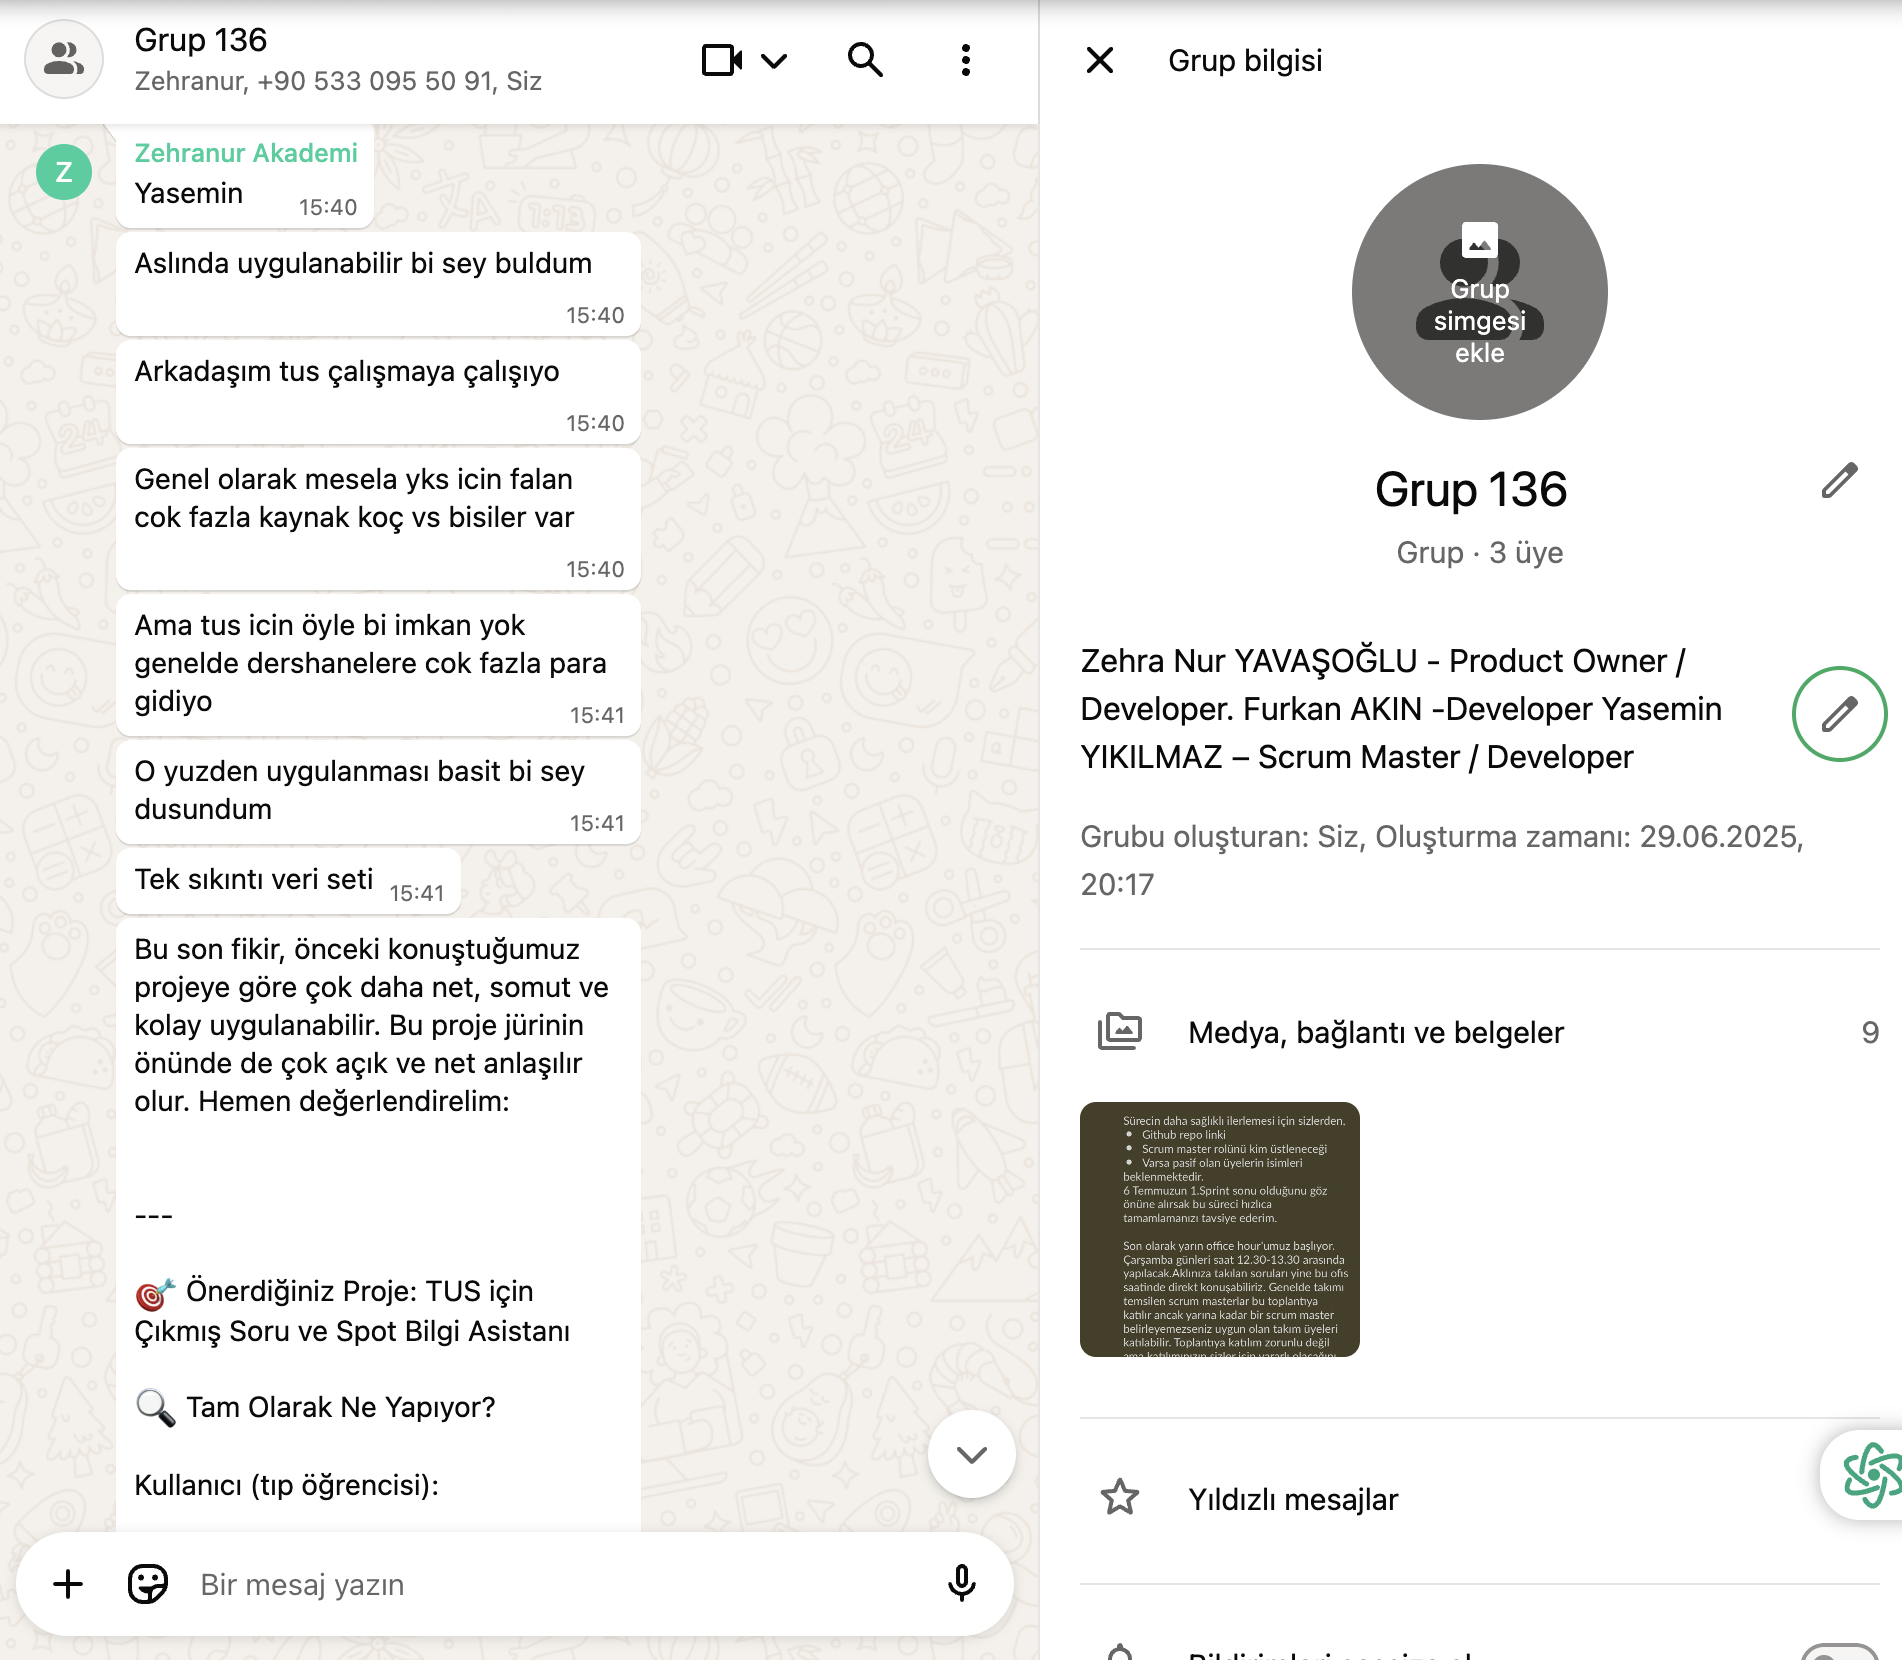 Grup 136
Zehranur, +90 533 095 50 91, Siz
Z
Zehranur Akademi
Yasemin
15:40
Aslında uygulanabilir bi sey buldum
15:40
Arkadaşım tus çalışmaya çalışıyo
15:40
Genel olarak mesela yks icin falan
cok fazla kaynak koç vs bisiler var
15:40
Ama tus icin öyle bi imkan yok
genelde dershanelere cok fazla para
gidiyo
15:41
O yuzden uygulanması basit bi sey
dusundum
15:41
Tek sıkıntı veri seti
15:41
Bu son fikir, önceki konuştuğumuz
projeye göre çok daha net, somut ve
kolay uygulanabilir. Bu proje jürinin
önünde de çok açık ve net anlaşılır
olur. Hemen değerlendirelim:
---
🎯 Önerdiğiniz Proje: TUS için
Çıkmış Soru ve Spot Bilgi Asistanı
🔍 Tam Olarak Ne Yapıyor?
Kullanıcı (tıp öğrencisi):
Bir mesaj yazın
Grup bilgisi
Grup
simgesi
ekle
Grup 136
Grup · 3 üye
Zehra Nur YAVAŞOĞLU - Product Owner /
Developer. Furkan AKIN -Developer Yasemin
YIKILMAZ – Scrum Master / Developer
Grubu oluşturan: Siz, Oluşturma zamanı: 29.06.2025,
20:17
Medya, bağlantı ve belgeler
9
Sürecin daha sağlıklı ilerlemesi için sizlerden,
• Github repo linki
• Scrum master rolünü kim üstleneceği
• Varsa pasif olan üyelerin isimleri
beklenmektedir.
6 Temmuzun 1.Sprint sonu olduğunu göz
önüne alırsak bu süreci hızlıca
tamamlamanızı tavsiye ederim.
Son olarak yarın office hour'umuz başlıyor.
Çarşamba günleri saat 12.30-13.30 arasında
yapılacak.Aklınıza takılan soruları yine bu ofis
saatinde direkt konuşabiliriz. Genelde takımı
temsilen scrum masterlar bu toplantıya
katılır ancak yarına kadar bir scrum master
belirleyemezseniz uygun olan takım üyeleri
katılabilir. Toplantıya katılım zorunlu değil
Yıldızlı mesajlar